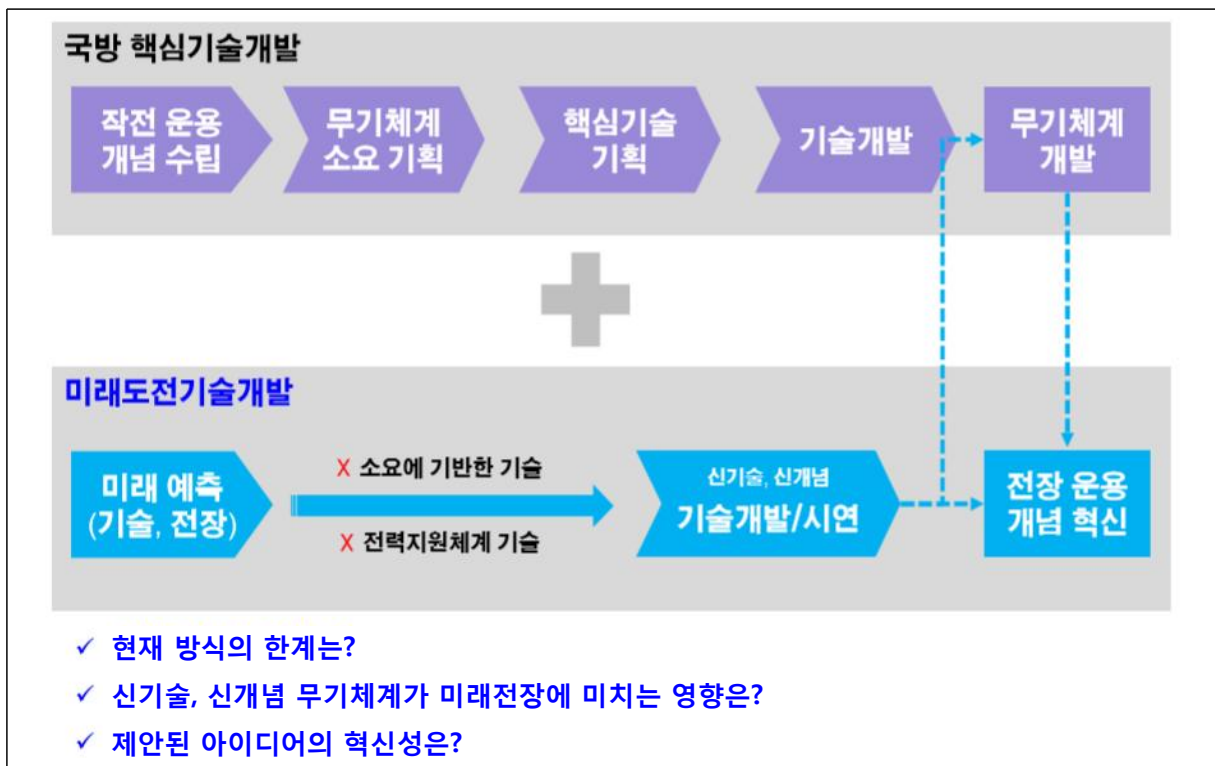 국방 핵심기술개발
작전 운용
개념 수립
무기체계
소요 기획
핵심기술
기획
기술개발
무기체계
개발
미래도전기술개발
미래 예측
(기술, 전장)
X 소요에 기반한 기술
X 전력지원체계 기술
신기술, 신개념
기술개발/시연
전장 운용
개념 혁신
✓ 현재 방식의 한계는?
✓ 신기술, 신개념 무기체계가 미래전장에 미치는 영향은?
✓ 제안된 아이디어의 혁신성은?